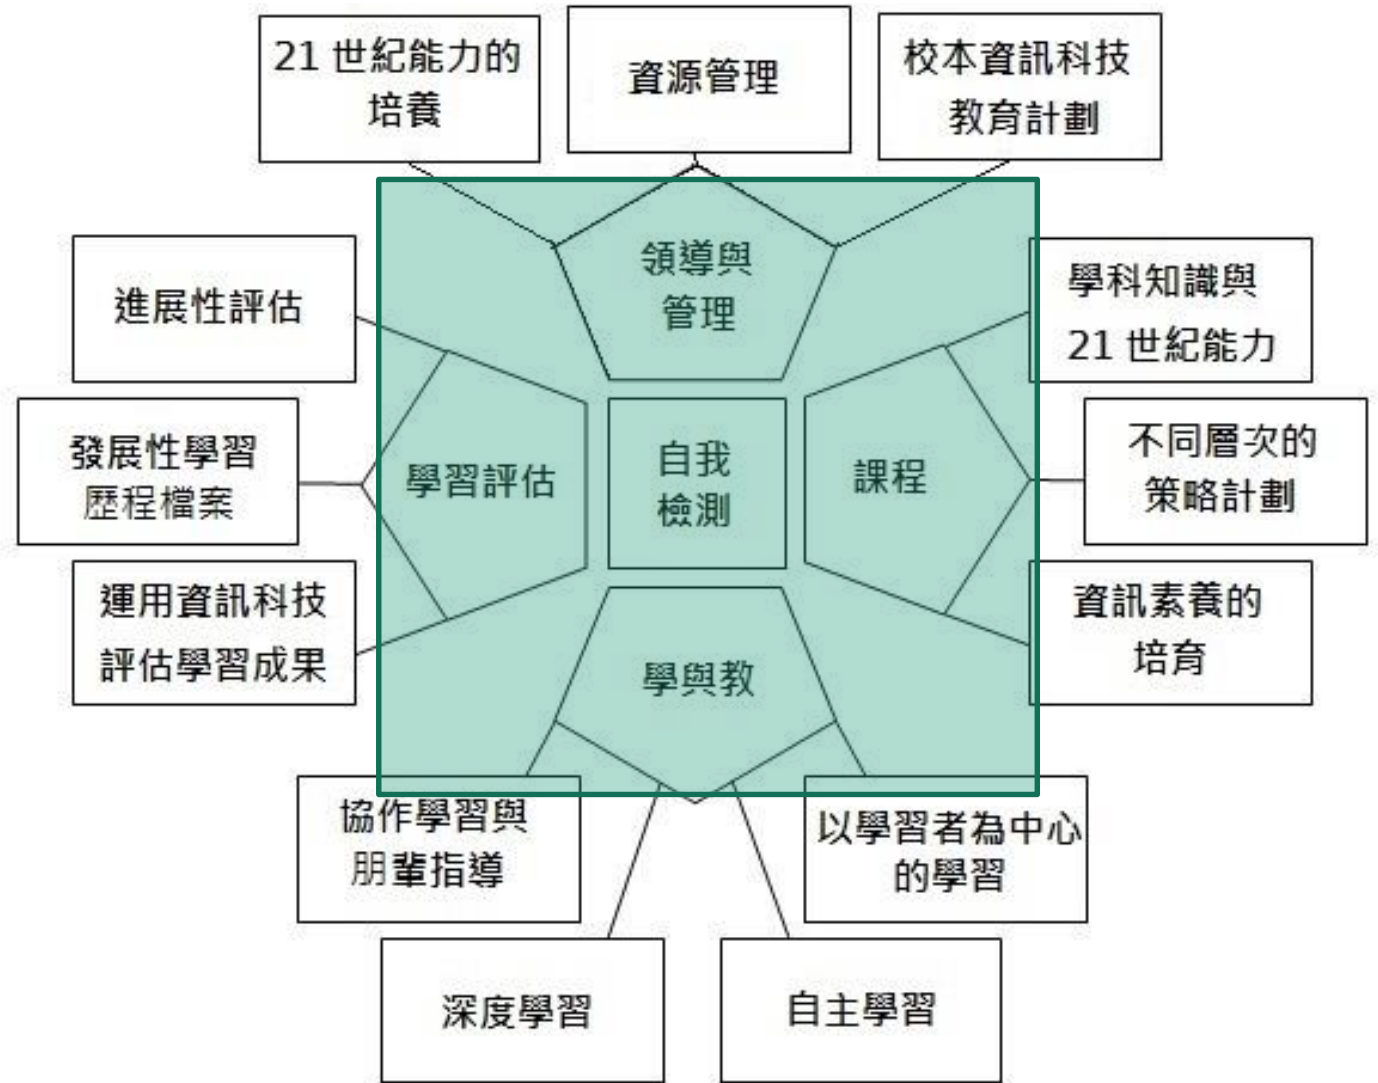 21 世紀能力的
培養
資源管理
校本資訊科技
教育計劃
領導與
管理
進展性評估
學科知識與
21 世紀能力
發展性學習
歷程檔案
學習評估
自我
檢測
課程
不同層次的
策略計劃
運用資訊科技
評估學習成果
資訊素養的
培育
學與教
協作學習與
朋輩指導
以學習者為中心
的學習
深度學習
自主學習